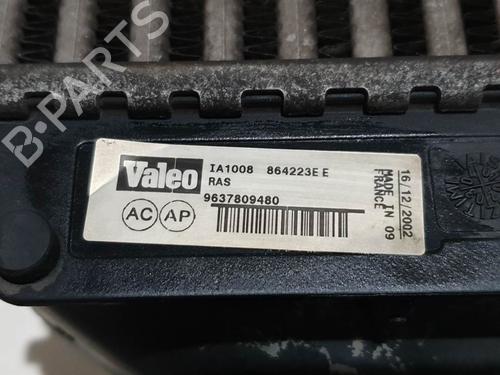 B-PARTS
Valeo
IA1008 864223E E
RAS
9637809480
AC AP
MADE IN 09
FRANCE
16/12/2002